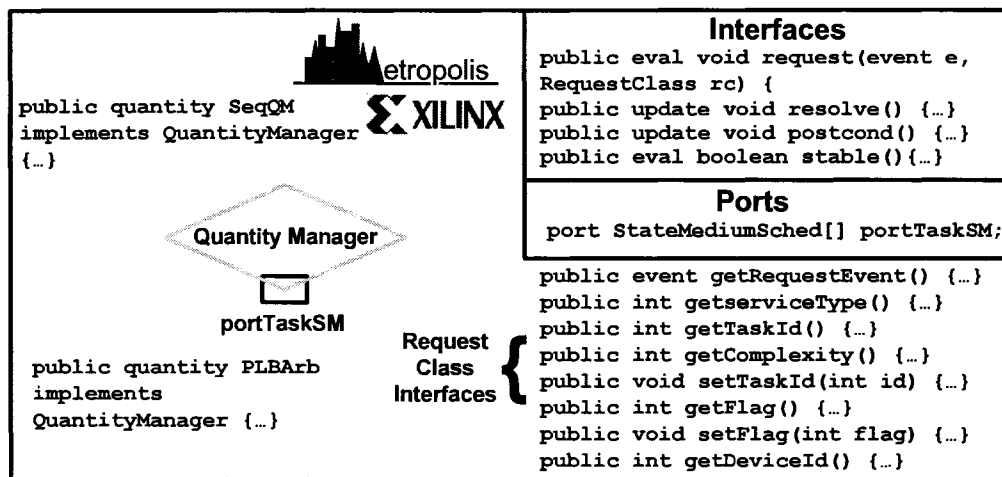 etropolis
XILINX
public quantity SeqQM
implements QuantityManager
{…}
Quantity Manager
portTaskSM
public quantity PLBArb
implements
QuantityManager {…}
Interfaces
public eval void request(event e,
RequestClass rc) {
public update void resolve() {…}
public update void postcond() {…}
public eval boolean stable(){…}
Ports
port StateMediumSched[] portTaskSM;
Request
Class
Interfaces
{
public event getRequestEvent() {…}
public int getserviceType() {…}
public int getTaskId() {…}
public int getComplexity() {…}
public void setTaskId(int id) {…}
public int getFlag() {…}
public void setFlag(int flag) {…}
public int getDeviceId() {…}